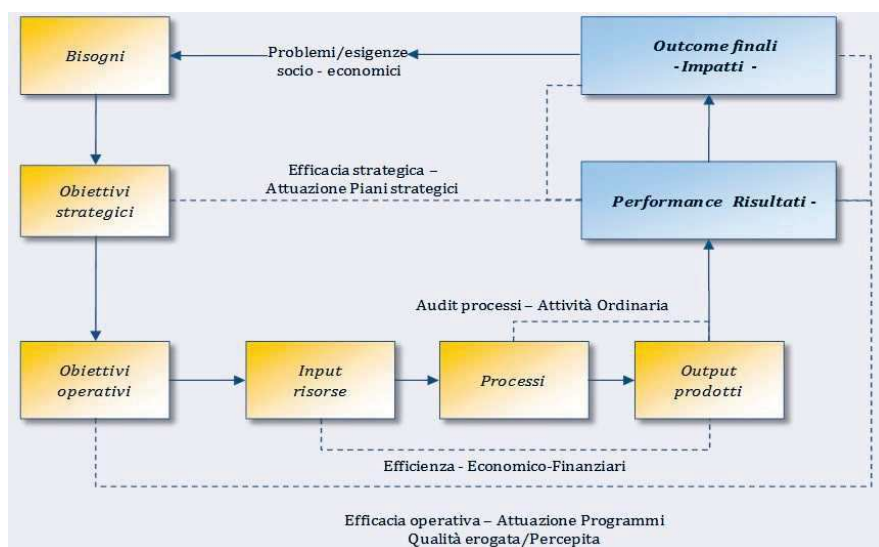 Bisogni
Problemi/esigenze
socio - economici
Outcome finali
-Impatti -
Obiettivi
strategici
Efficacia strategica –
Attuazione Piani strategici
Performance Risultati -
Audit processi – Attività Ordinaria
Obiettivi
operativi
Input
risorse
Processi
Output
prodotti
Efficienza - Economico-Finanziari
Efficacia operativa – Attuazione Programmi
Qualità erogata/Percepita